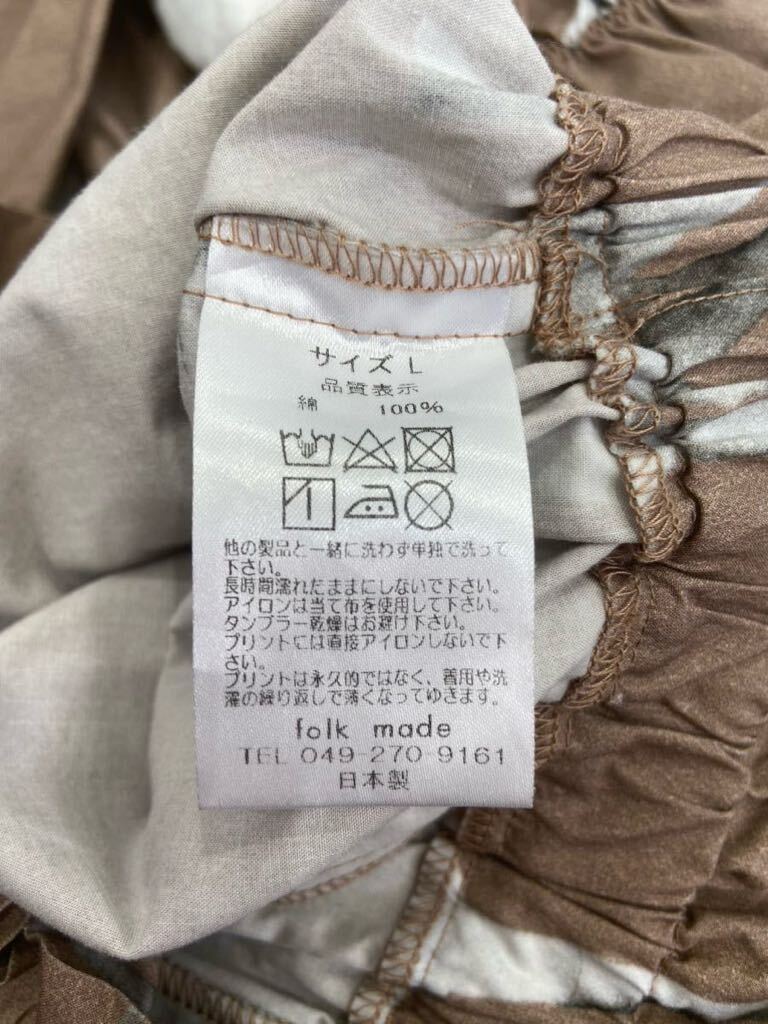 サイズ L
品質表示
綿 100%
他の製品と一緒に洗わず単独で洗って
下さい。
長時間濡れたままにしないで下さい。
アイロンは当て布を使用して下さい。
タンブラー乾燥はお避け下さい。
プリントには直接アイロンしないで下
さい。
プリントは永久的ではなく、着用や洗
濯の繰り返しで薄くなってゆきます。
folk made
TEL 049-270-9161
日本製